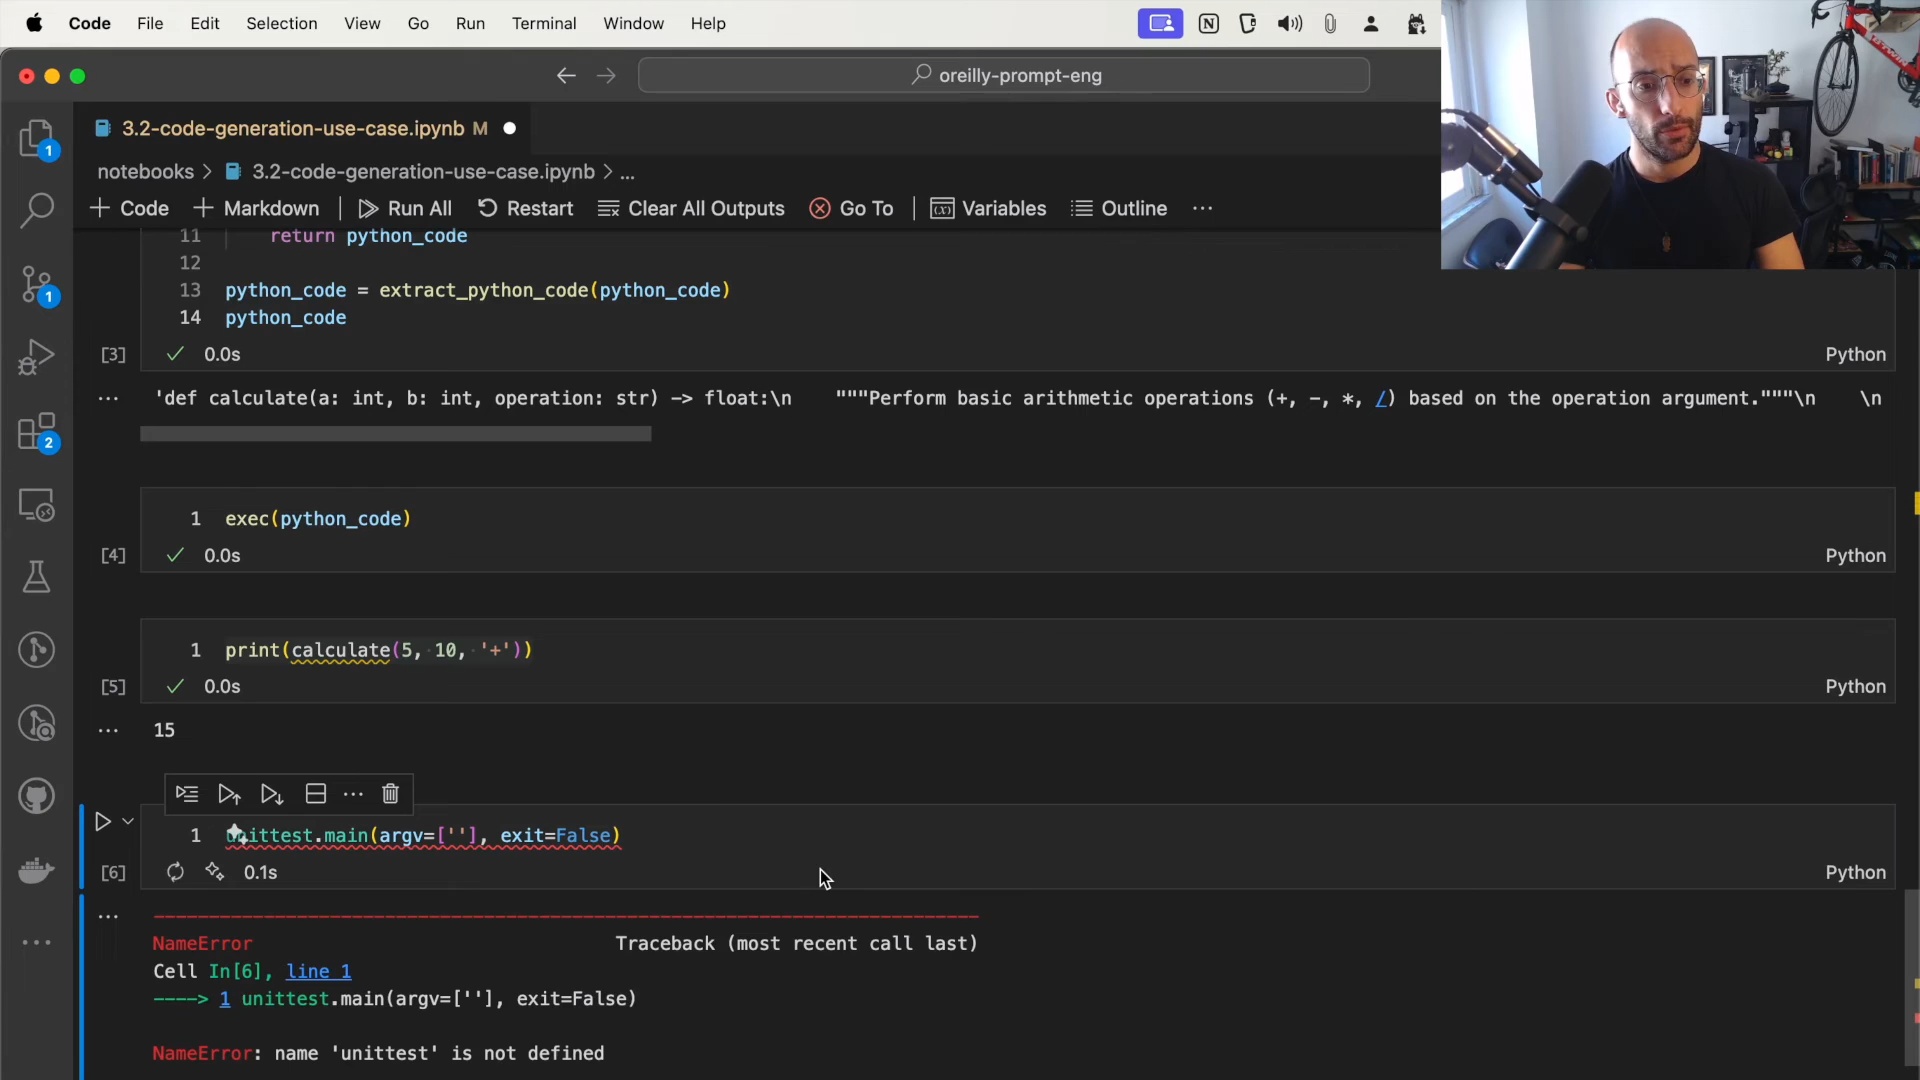 Code File Edit Selection View Go Run Terminal Window Help
oreilly-prompt-eng
3.2-code-generation-use-case.ipynb M
notebooks > 3.2-code-generation-use-case.ipynb > ...
+ Code + Markdown | Run All Restart Clear All Outputs Go To | Variables Outline ...
11 return python_code
12
13 python_code = extract_python_code(python_code)
14 python_code
[3] 0.0s Python
'def calculate(a: int, b: int, operation: str) -> float:\n    """Perform basic arithmetic operations (+, -, *, /) based on the operation argument."""\n    \n
1 exec(python_code)
[4] 0.0s Python
1 print(calculate(5, 10, '+'))
[5] 0.0s Python
15
1 unittest.main(argv=[''], exit=False)
[6] 0.1s Python
NameError Traceback (most recent call last)
Cell In[6], line 1
----> 1 unittest.main(argv=[''], exit=False)
NameError: name 'unittest' is not defined
1
1
2